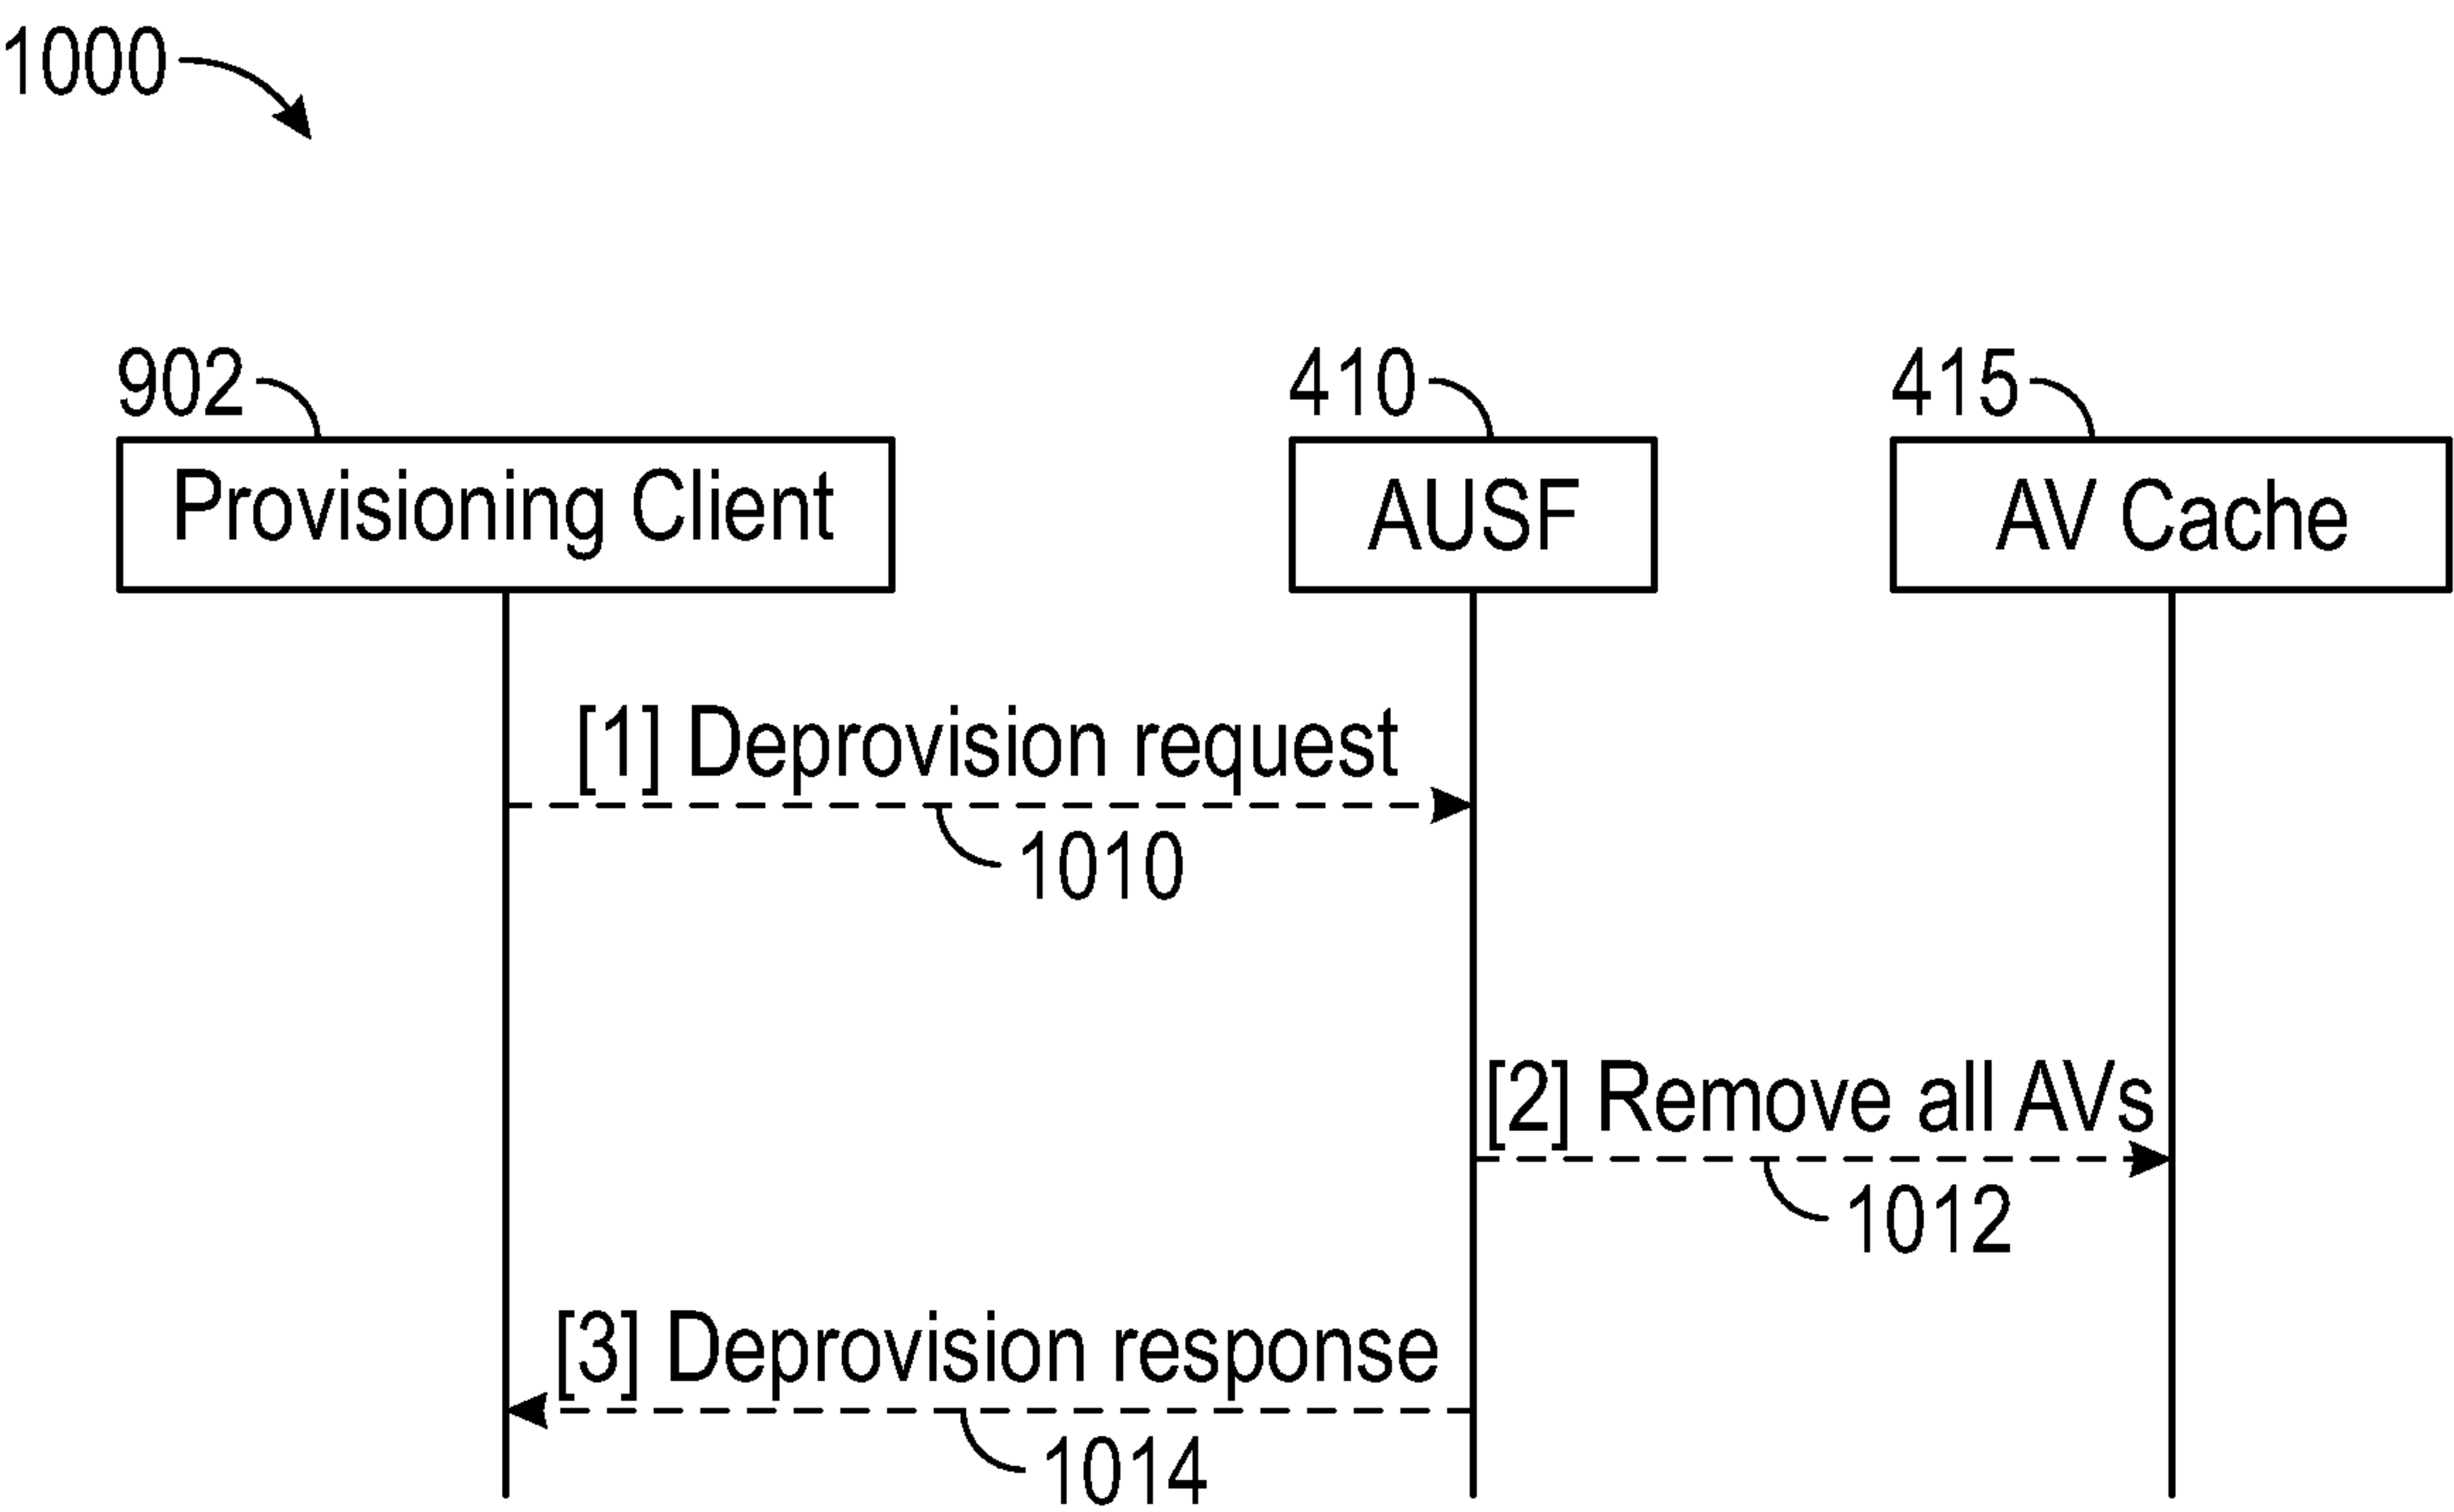 1000
902
410
415
Provisioning Client
AUSF
AV Cache
[1] Deprovision request
1010
[2] Remove all AVs
1012
[3] Deprovision response
1014